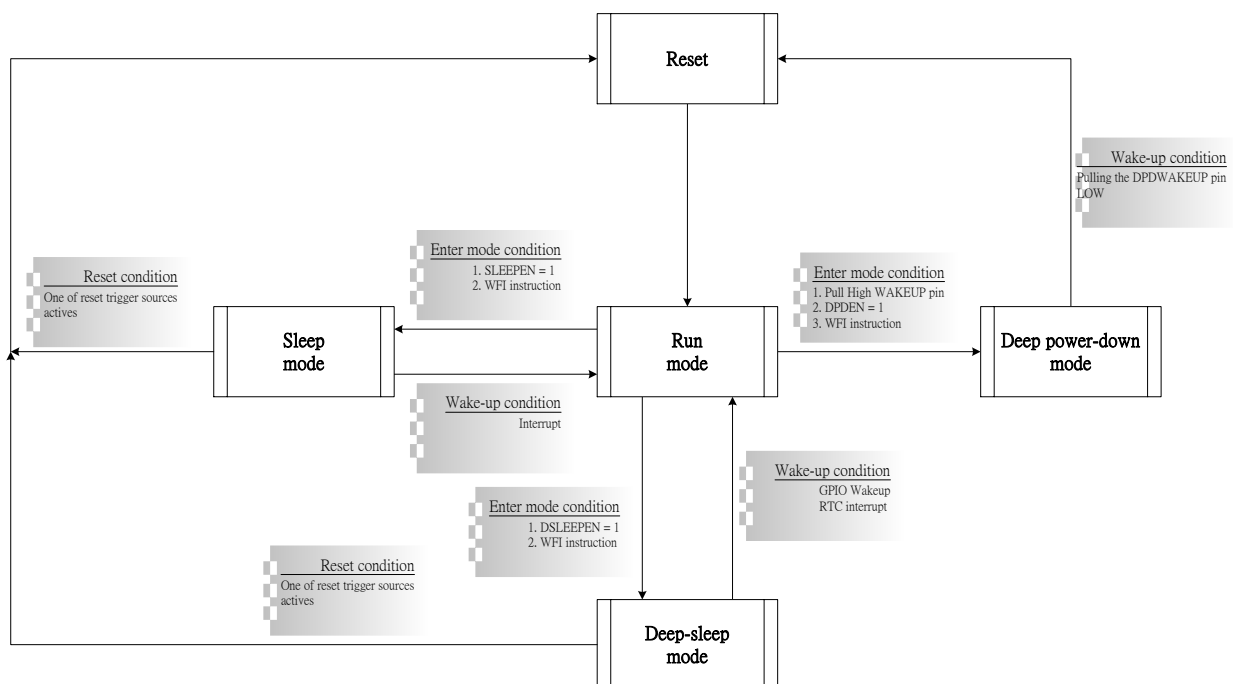 Reset
Wake-up condition
Pulling the DPDWAKEUP pin
LOW
Enter mode condition
1. SLEEPEN = 1
2. WFI instruction
Reset condition
One of reset trigger sources
actives
Enter mode condition
1. Pull High WAKEUP pin
2. DPDEN = 1
3. WFI instruction
Sleep
mode
Run
mode
Deep power-down
mode
Wake-up condition
Interrupt
Wake-up condition
GPIO Wakeup
RTC interrupt
Enter mode condition
1. DSLEEPEN = 1
2. WFI instruction
Reset condition
One of reset trigger sources
actives
Deep-sleep
mode